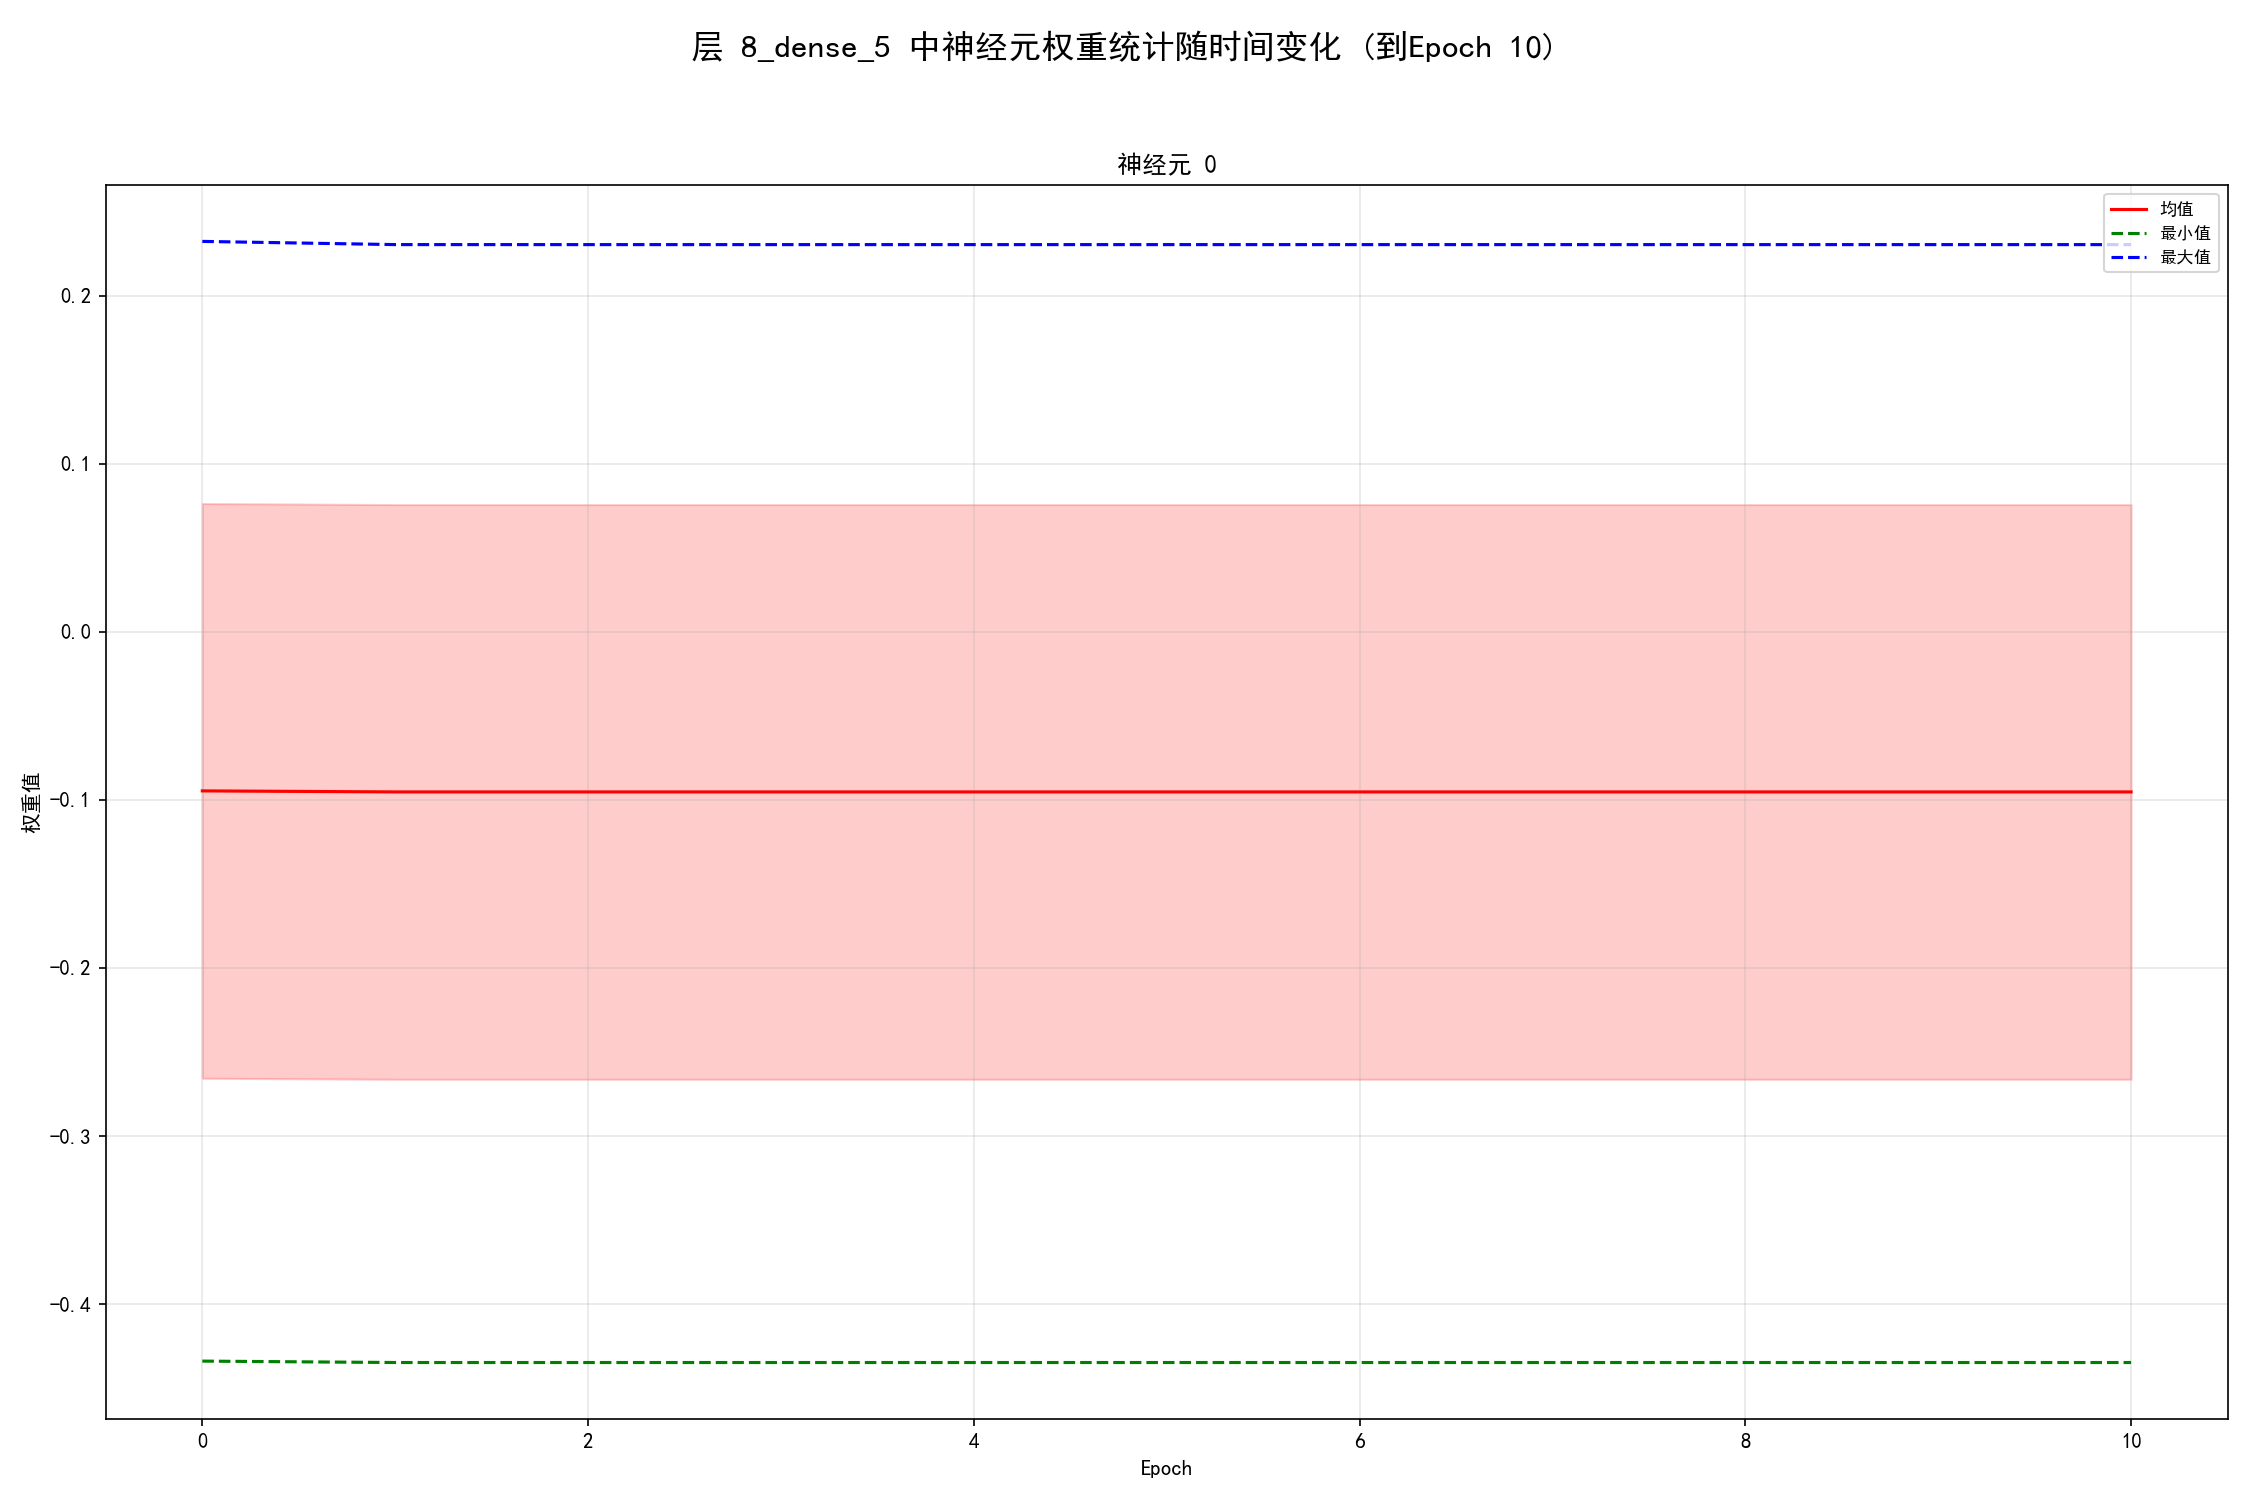 层 8_dense_5 中神经元权重统计随时间变化 (到Epoch 10)
神经元 0
均值
最小值
最大值
0.2
0.1
0.0
-0.1
-0.2
-0.3
-0.4
权重值
0 2 4 6 8 10
Epoch